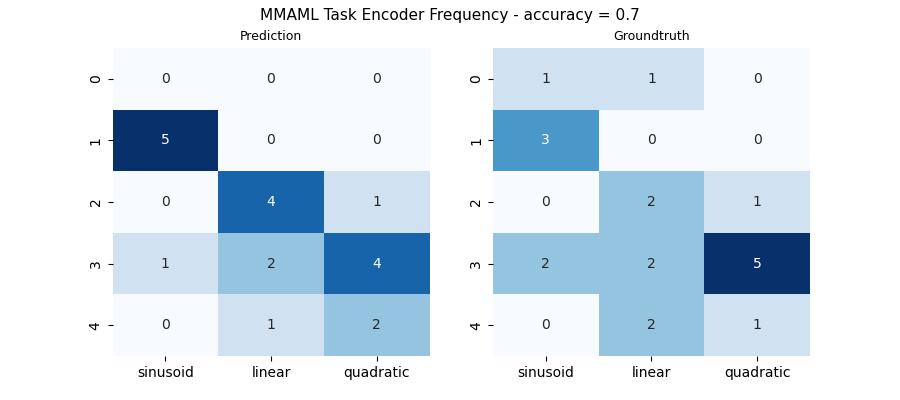 MMAML Task Encoder Frequency - accuracy = 0.7
Prediction
Groundtruth
0 0 0 0
1 5 0 0
2 0 4 1
3 1 2 4
4 0 1 2
sinusoid linear quadratic
0 1 1 0
1 3 0 0
2 0 2 1
3 2 2 5
4 0 2 1
sinusoid linear quadratic